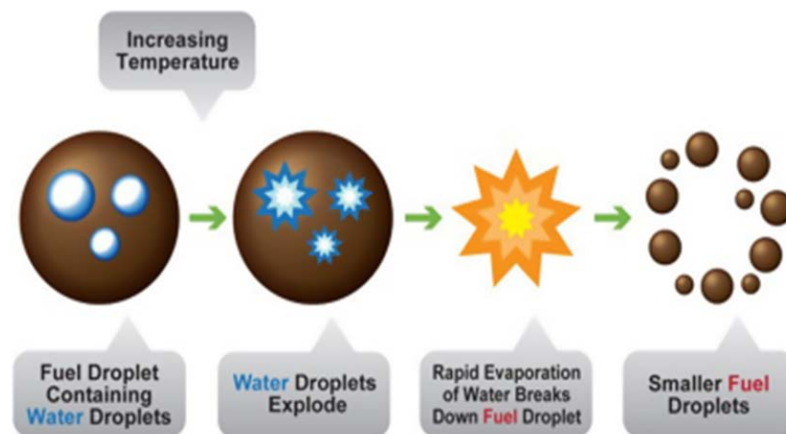 Increasing
Temperature
Fuel Droplet
Containing
Water Droplets
Water Droplets
Explode
Rapid Evaporation
of Water Breaks
Down Fuel Droplet
Smaller Fuel
Droplets